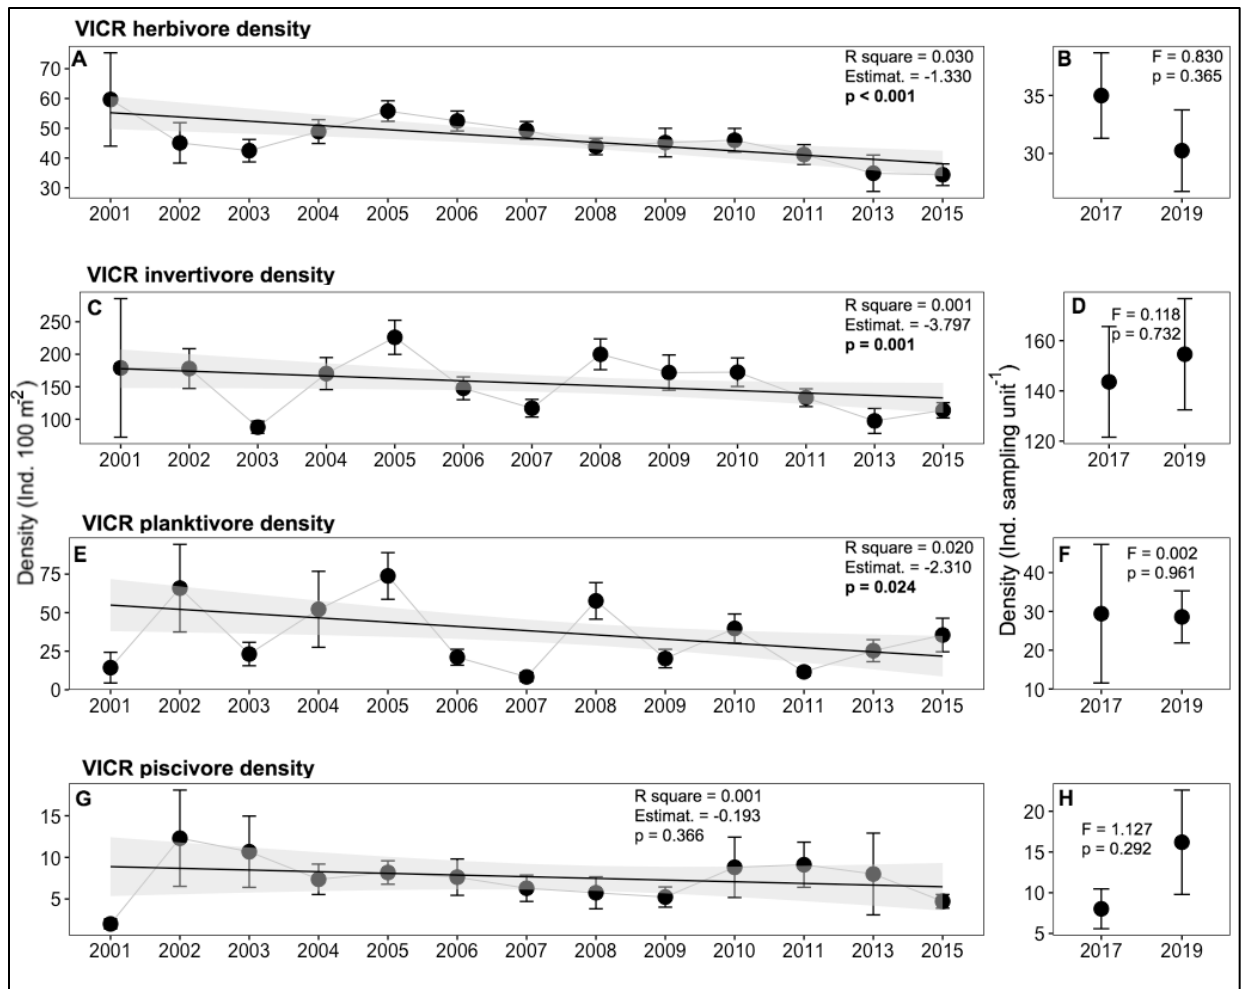 VICR herbivore density
A
R square = 0.030
Estimat. = -1.330
p < 0.001
70
60
50
40
30
2001 2002 2003 2004 2005 2006 2007 2008 2009 2010 2011 2013 2015
B
F = 0.830
p = 0.365
35
30
2017 2019
VICR invertivore density
C
R square = 0.001
Estimat. = -3.797
p = 0.001
250
200
150
100
2001 2002 2003 2004 2005 2006 2007 2008 2009 2010 2011 2013 2015
D
F = 0.118
p = 0.732
160
140
120
2017 2019
Density (Ind. 100 m-2)
Density (Ind. sampling unit-1)
VICR planktivore density
E
R square = 0.020
Estimat. = -2.310
p = 0.024
75
50
25
0
2001 2002 2003 2004 2005 2006 2007 2008 2009 2010 2011 2013 2015
F
F = 0.002
p = 0.961
40
30
20
10
2017 2019
VICR piscivore density
G
R square = 0.001
Estimat. = -0.193
p = 0.366
15
10
5
2001 2002 2003 2004 2005 2006 2007 2008 2009 2010 2011 2013 2015
H
F = 1.127
p = 0.292
20
15
10
5
2017 2019